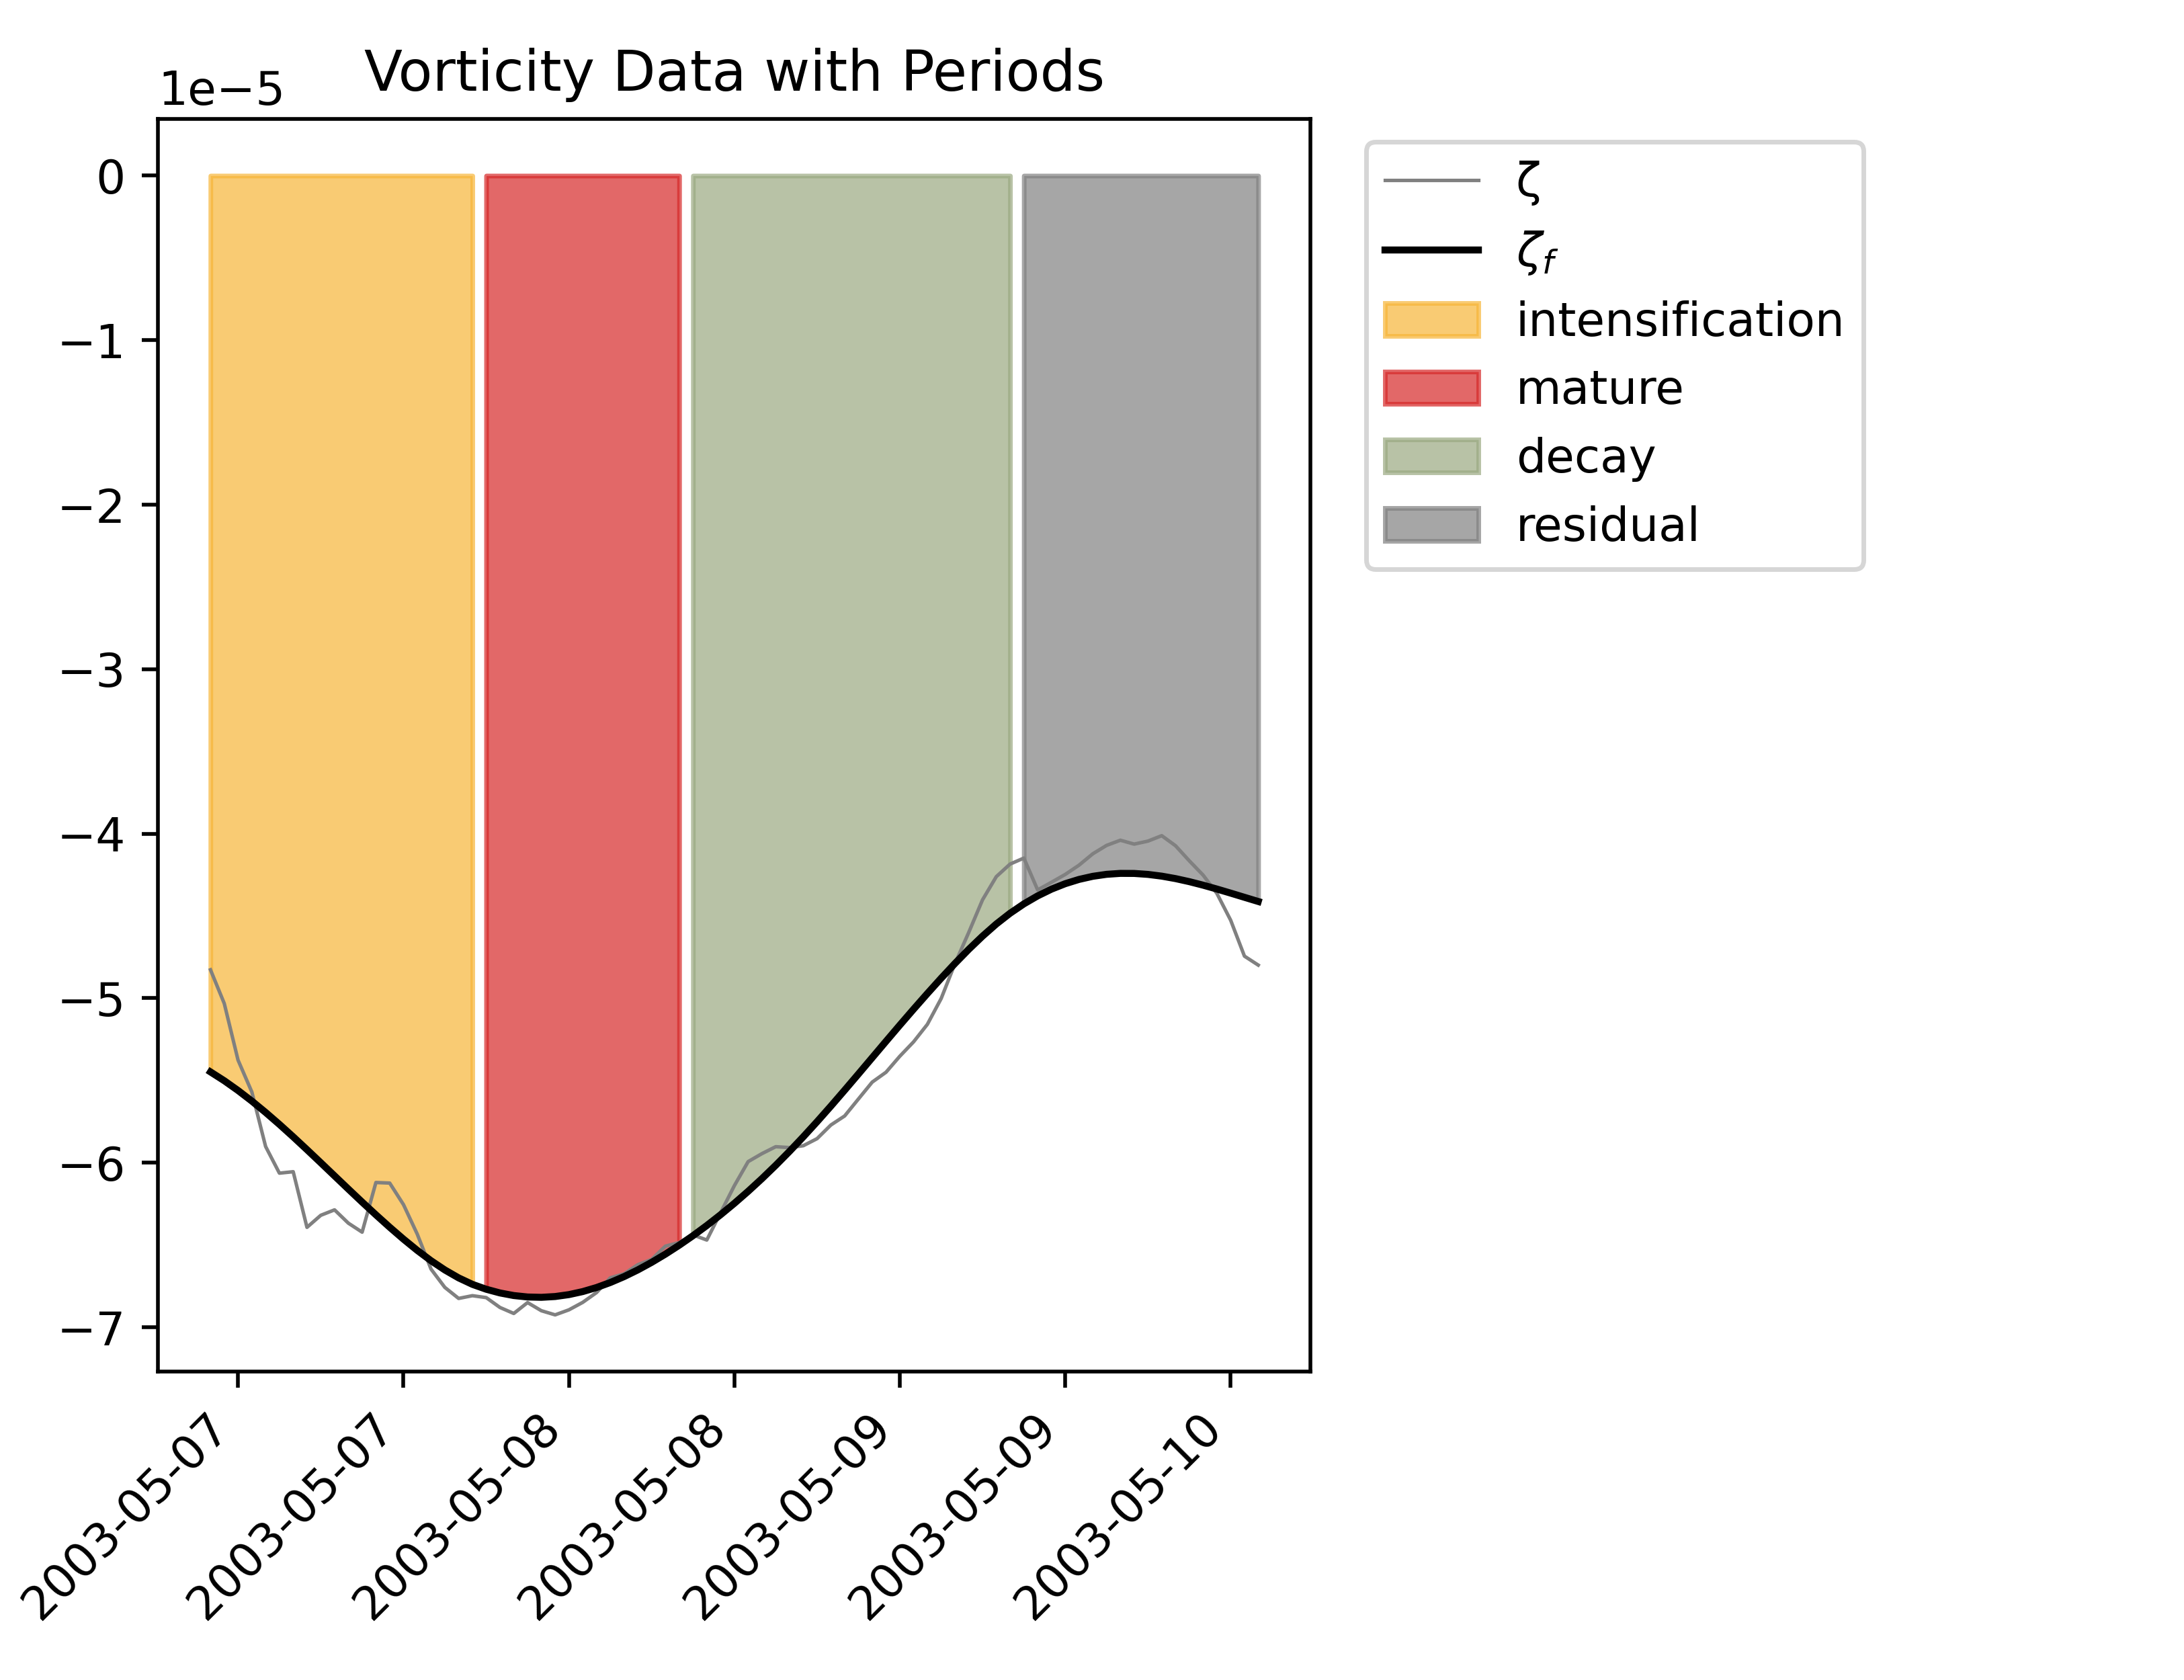 Vorticity Data with Periods
1e−5
0
−1
−2
−3
−4
−5
−6
−7
2003-05-07
2003-05-07
2003-05-08
2003-05-08
2003-05-09
2003-05-09
2003-05-10
ζ
ζf
intensification
mature
decay
residual